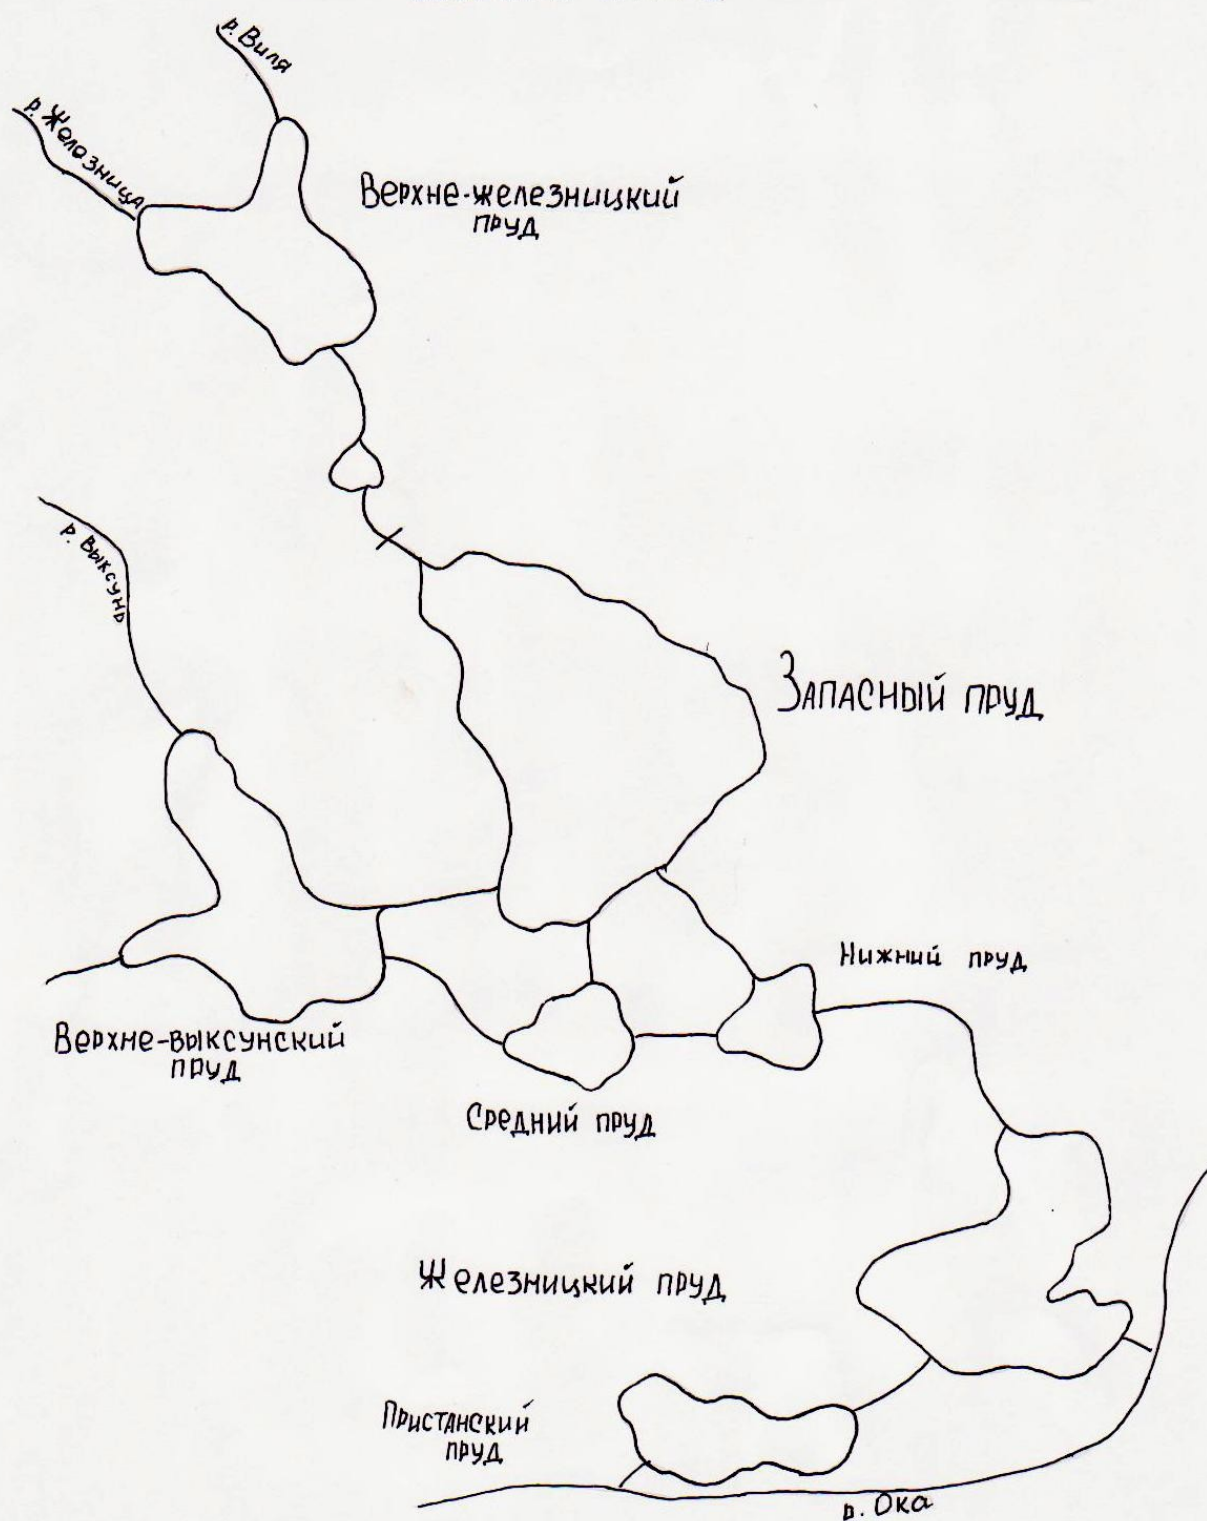 р. Виля
р. Железница
Верхне-железницкий
пруд
р. Выксунь
Запасный пруд
Нижний пруд
Верхне-выксунский
пруд
Средний пруд
Железницкий пруд
Пристанский
пруд
р. Ока